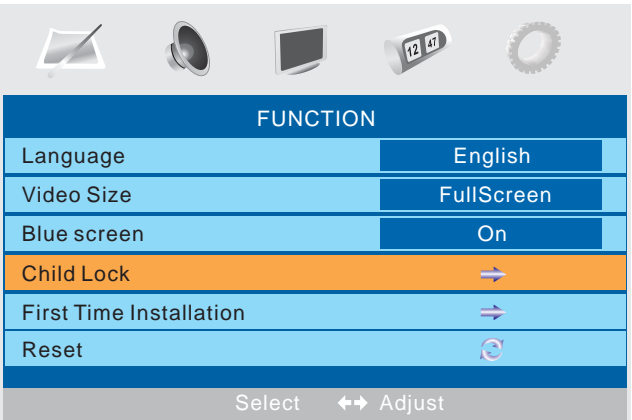 12 47
FUNCTION
Language English
Video Size FullScreen
Blue screen On
Child Lock
First Time Installation
Reset
Select Adjust